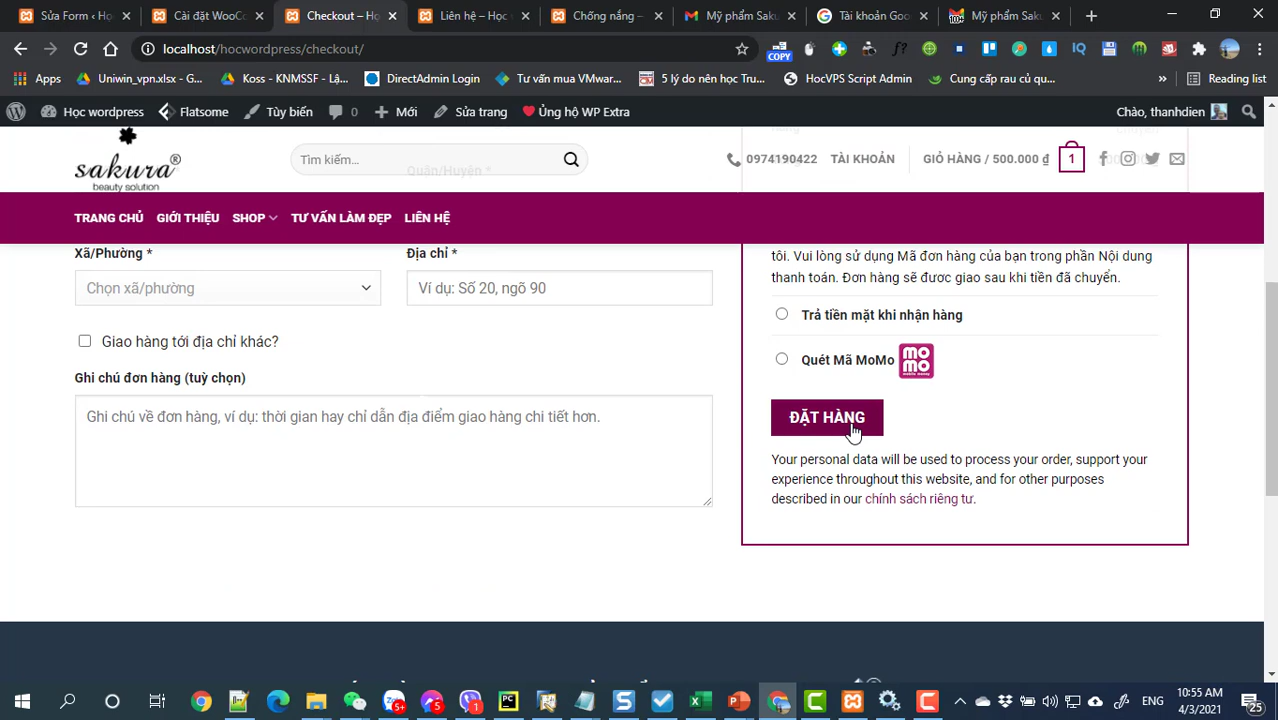 Sửa Form < H
Cài đặt WooCo
Checkout – Họ
Liên hệ – Học
Chống nắng –
Mỹ phẩm Saku
Tài khoản Goo
Mỹ phẩm Saku
localhost/hocwordpress/checkout/
COPY
Apps
Uniwin_vpn.xlsx - G...
Koss - KNMSSF - Lậ...
DirectAdmin Login
Tư vấn mua VMwar...
5 lý do nên học Tru...
HocVPS Script Admin
Cung cấp rau củ qu...
»
Reading list
Học wordpress
Flatsome
Tùy biến
0
Mới
Sửa trang
Ủng hộ WP Extra
Chào, thanhdien
sakura®
beauty solution
Tìm kiếm...
Quận/Huyện *
0974190422
TÀI KHOẢN
GIỎ HÀNG / 500.000 ₫
1
TRANG CHỦ
GIỚI THIỆU
SHOP
TƯ VẤN LÀM ĐẸP
LIÊN HỆ
Xã/Phường *
Địa chỉ *
Chọn xã/phường
Ví dụ: Số 20, ngõ 90
Giao hàng tới địa chỉ khác?
Ghi chú đơn hàng (tuỳ chọn)
Ghi chú về đơn hàng, ví dụ: thời gian hay chỉ dẫn địa điểm giao hàng chi tiết hơn.
tôi. Vui lòng sử dụng Mã đơn hàng của bạn trong phần Nội dung
thanh toán. Đơn hàng sẽ đươc giao sau khi tiền đã chuyển.
Trả tiền mặt khi nhận hàng
Quét Mã MoMo
mo
mo
ĐẶT HÀNG
Your personal data will be used to process your order, support your
experience throughout this website, and for other purposes
described in our chính sách riêng tư.
ENG
10:55 AM
4/3/2021
25